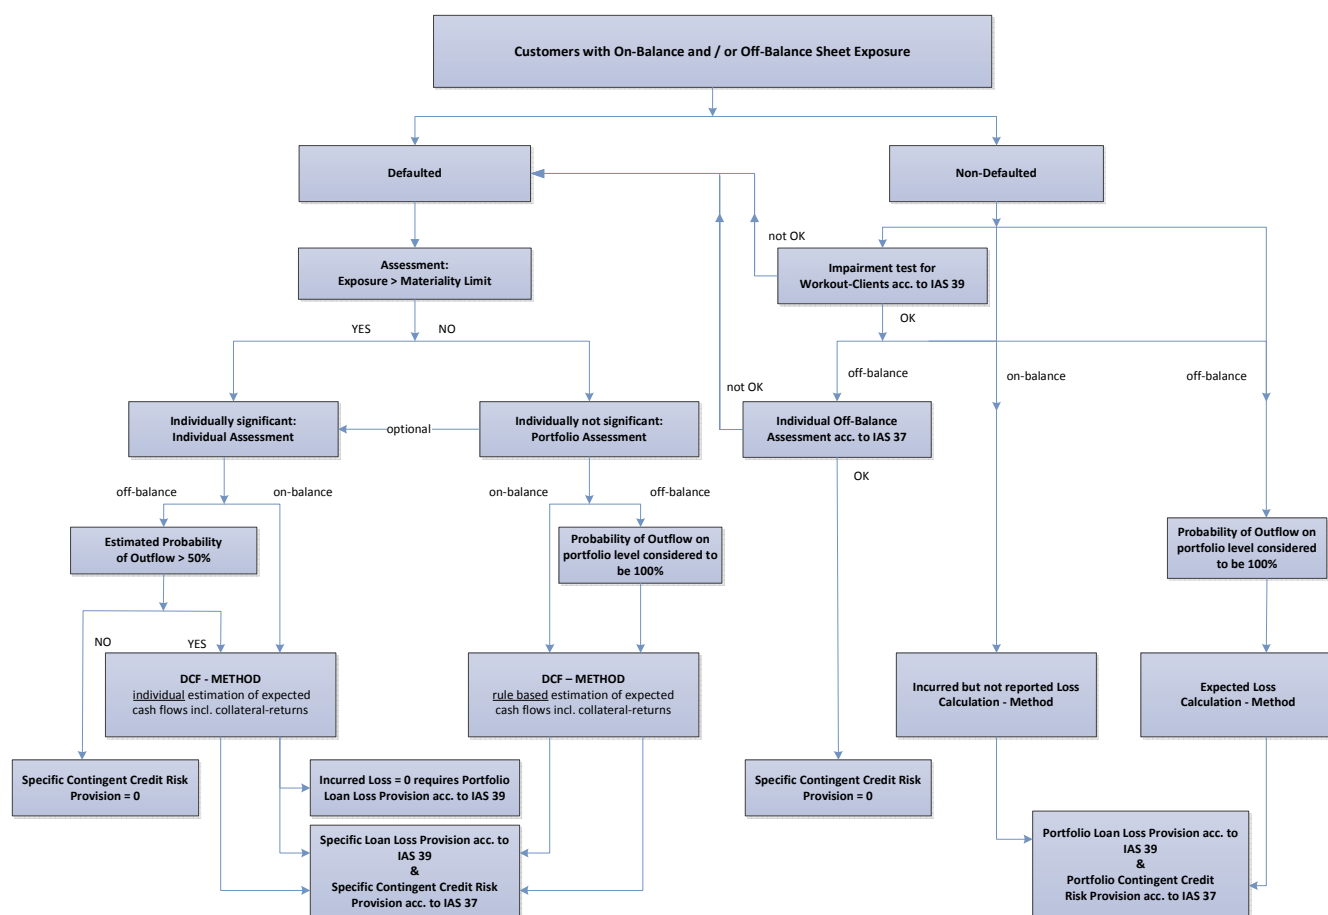 Customers with On-Balance and / or Off-Balance Sheet Exposure
Defaulted
Non-Defaulted
not OK
Assessment:
Exposure > Materiality Limit
Impairment test for
Workout-Clients acc. to IAS 39
OK
YES
NO
off-balance
on-balance
off-balance
not OK
Individually significant:
Individual Assessment
optional
Individually not significant:
Portfolio Assessment
Individual Off-Balance
Assessment acc. to IAS 37
OK
off-balance
on-balance
on-balance
off-balance
Estimated Probability
of Outflow > 50%
Probability of Outflow on
portfolio level considered to
be 100%
Probability of Outflow on
portfolio level considered
to be 100%
NO
YES
DCF - METHOD
individual estimation of expected
cash flows incl. collateral-returns
DCF – METHOD
rule based estimation of expected
cash flows incl. collateral-returns
Incurred but not reported Loss
Calculation - Method
Expected Loss
Calculation - Method
Specific Contingent Credit Risk
Provision = 0
Incurred Loss = 0 requires Portfolio
Loan Loss Provision acc. to IAS 39
Specific Contingent Credit Risk
Provision = 0
Specific Loan Loss Provision acc. to
IAS 39
&
Specific Contingent Credit Risk
Provision acc. to IAS 37
Portfolio Loan Loss Provision acc. to
IAS 39
&
Portfolio Contingent Credit
Risk Provision acc. to IAS 37